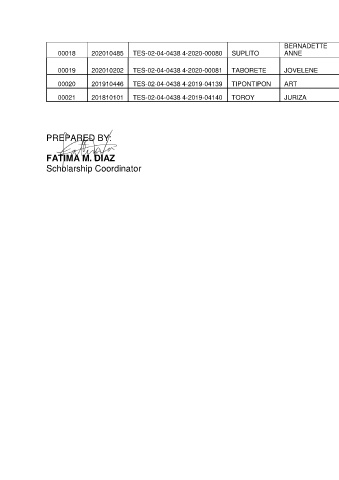 00018 202010485 TES-02-04-0438 4-2020-00080 SUPLITO BERNADETTE ANNE
00019 202010202 TES-02-04-0438 4-2020-00081 TABORETE JOVELENE
00020 201910446 TES-02-04-0438 4-2019-04139 TIPONTIPON ART
00021 201810101 TES-02-04-0438 4-2019-04140 TOROY JURIZA
PREPARED BY:
FATIMA M. DIAZ
Scholarship Coordinator